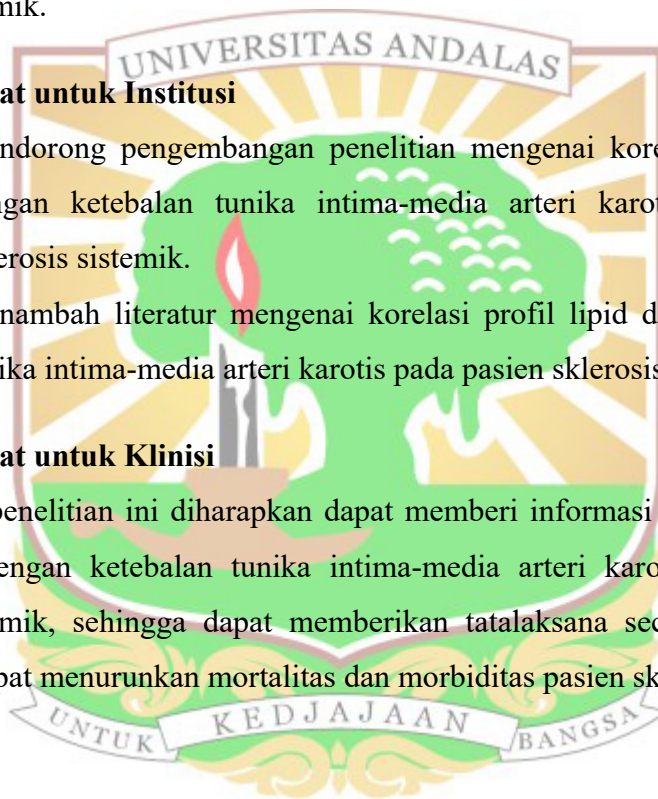 mik.
UNIVERSITAS ANDALAS
at untuk Institusi
ndorong pengembangan penelitian mengenai kore
ngan ketebalan tunika intima-media arteri karot
erosis sistemik.
nambah literatur mengenai korelasi profil lipid d
ika intima-media arteri karotis pada pasien sklerosis
at untuk Klinisi
penelitian ini diharapkan dapat memberi informasi
engan ketebalan tunika intima-media arteri karo
mik, sehingga dapat memberikan tatalaksana sec
pat menurunkan mortalitas dan morbiditas pasien sk
UNTUK KEDJAJAAN BANGSA